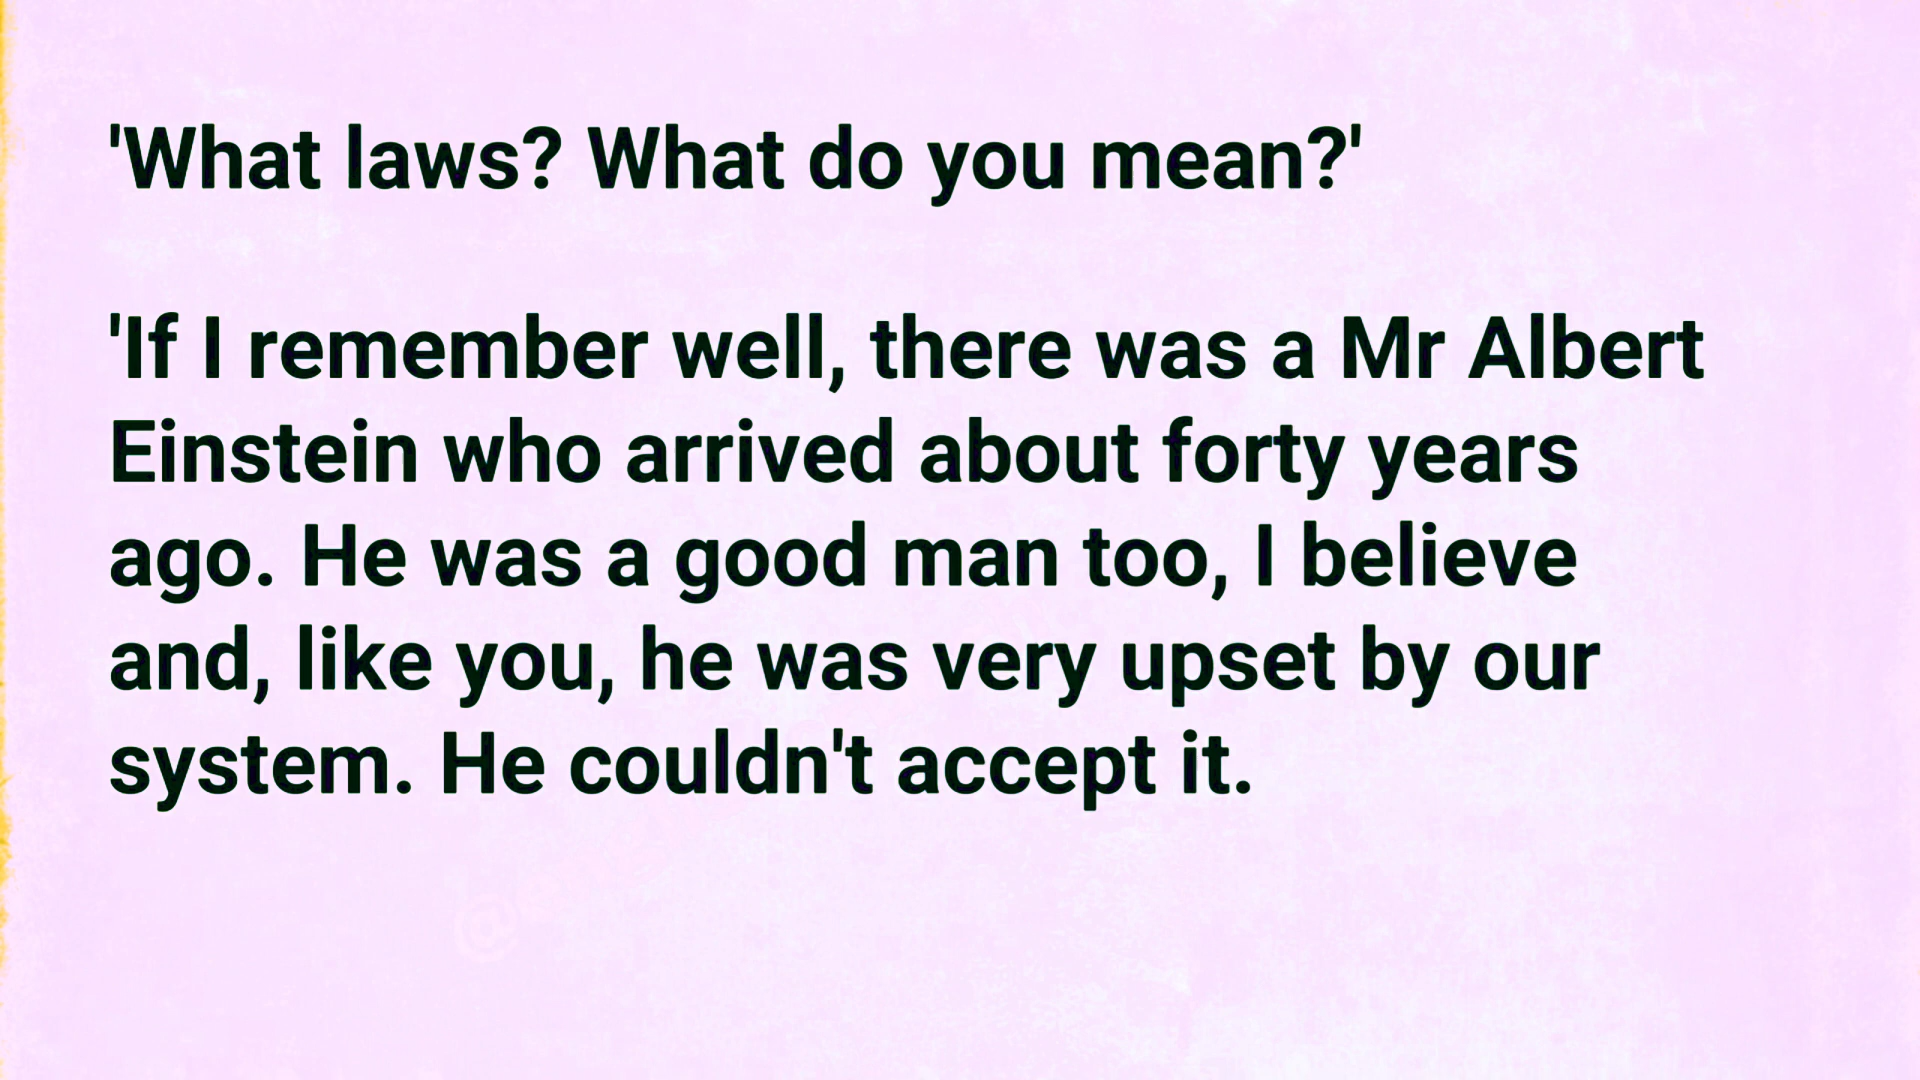 'What laws? What do you mean?'
'If I remember well, there was a Mr Albert
Einstein who arrived about forty years
ago. He was a good man too, I believe
and, like you, he was very upset by our
system. He couldn't accept it.